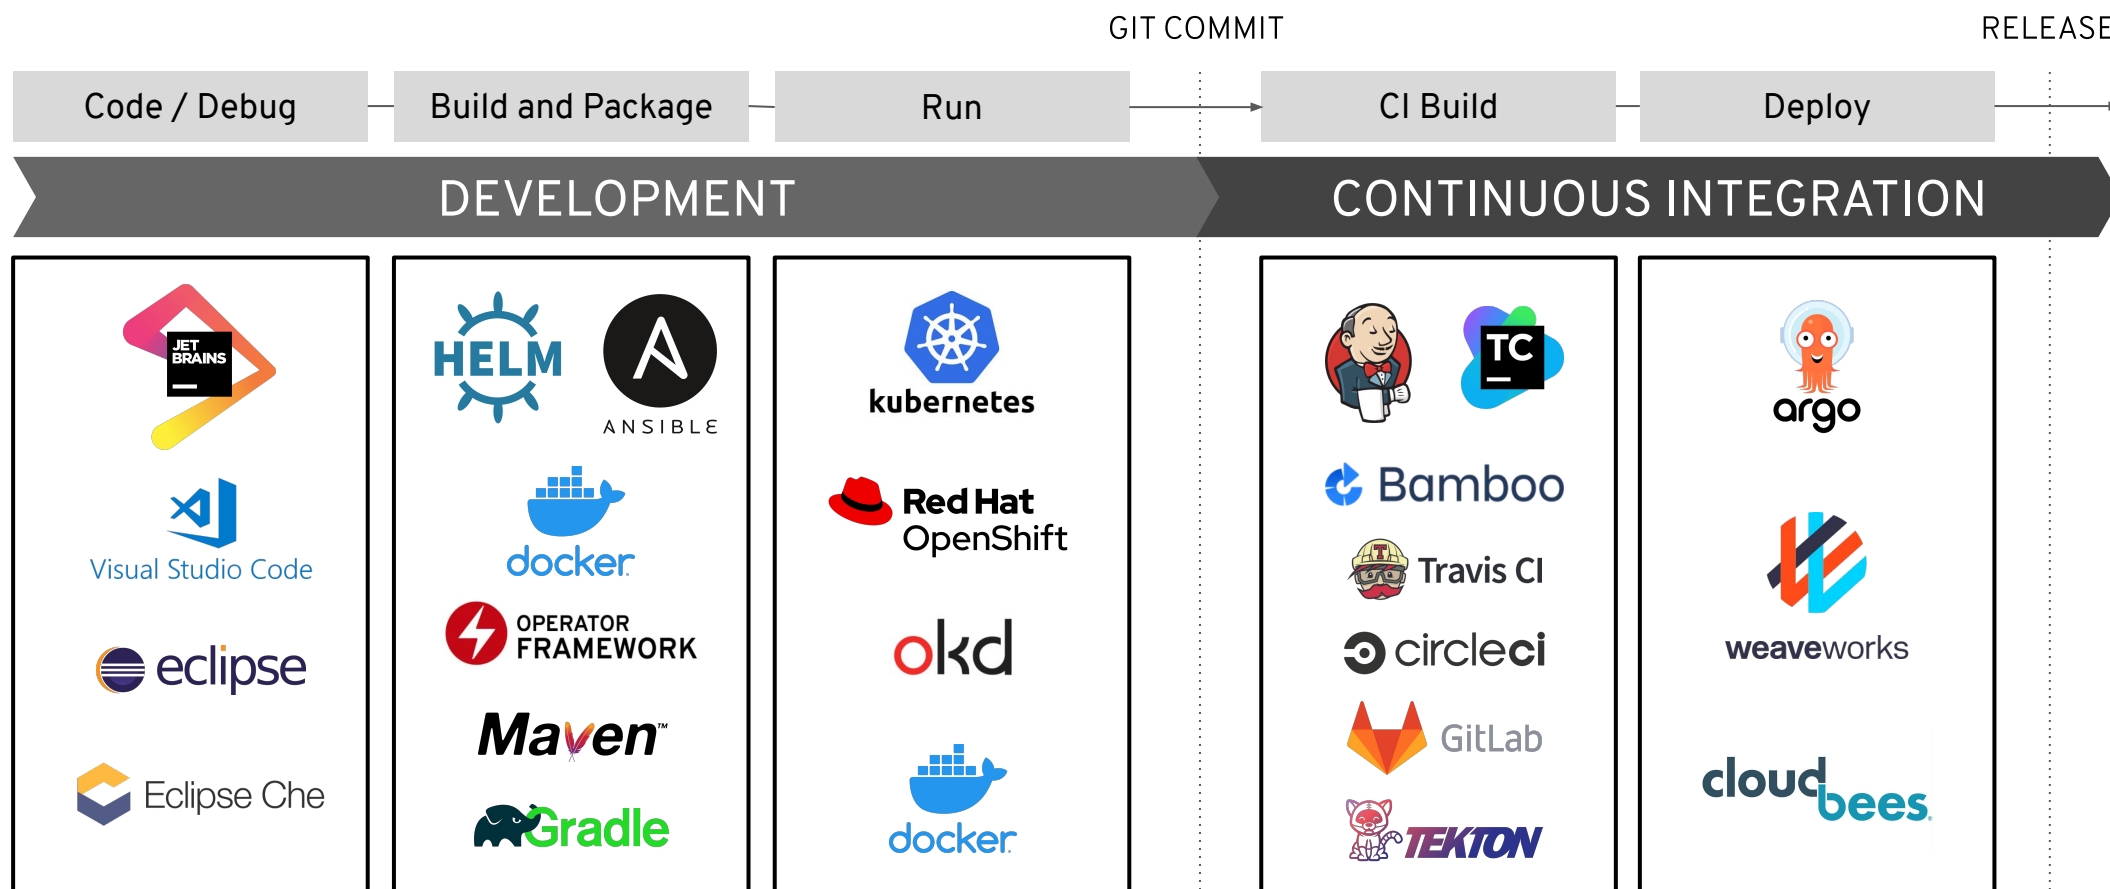 GIT COMMIT
RELEASE
Code / Debug
Build and Package
Run
CI Build
Deploy
DEVELOPMENT
CONTINUOUS INTEGRATION
JET
BRAINS
Visual Studio Code
eclipse
Eclipse Che
HELM
ANSIBLE
docker
OPERATOR
FRAMEWORK
Maven™
Gradle
kubernetes
Red Hat
OpenShift
okd
docker
TC
Bamboo
T
Travis CI
circleci
GitLab
TEKTON
argo
weaveworks
cloudbees